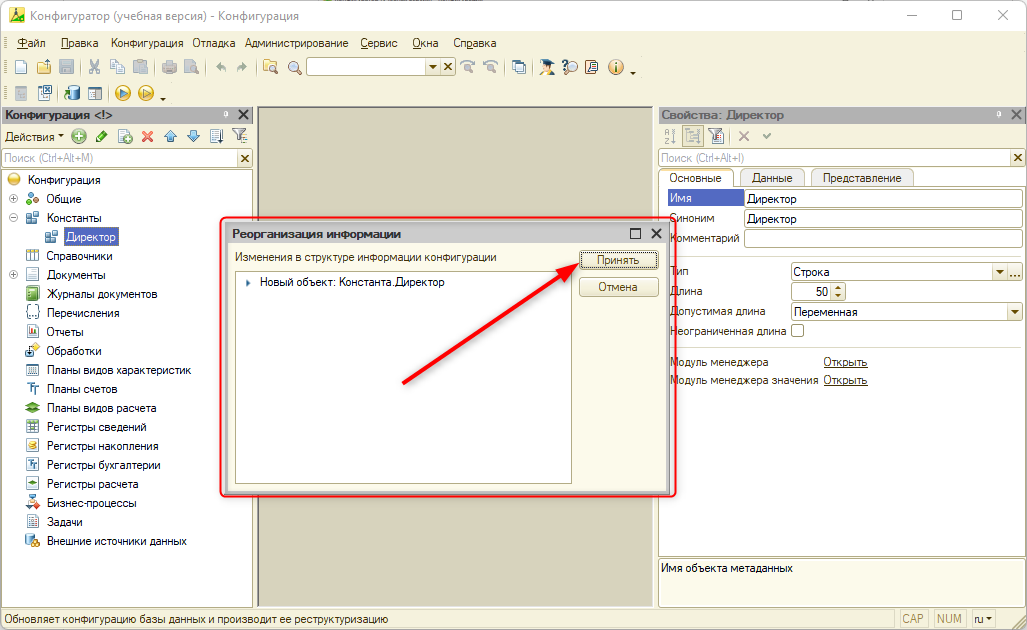 Конфигуратор (учебная версия) - Конфигурация
Файл Правка Конфигурация Отладка Администрирование Сервис Окна Справка
Конфигурация <!>
Действия
Поиск (Ctrl+Alt+M)
Конфигурация
Общие
Константы
Директор
Справочники
Документы
Журналы документов
Перечисления
Отчеты
Обработки
Планы видов характеристик
Планы счетов
Планы видов расчета
Регистры сведений
Регистры накопления
Регистры бухгалтерии
Регистры расчета
Бизнес-процессы
Задачи
Внешние источники данных
Реорганизация информации
Изменения в структуре информации конфигурации
Новый объект: Константа.Директор
Принять
Отмена
Свойства: Директор
Поиск (Ctrl+Alt+I)
Основные Данные Представление
Имя Директор
Синоним Директор
Комментарий
Тип Строка ...
Длина 50
Допустимая длина Переменная
Неограниченная длина
Модуль менеджера Открыть
Модуль менеджера значения Открыть
Имя объекта метаданных
Обновляет конфигурацию базы данных и производит ее реструктуризацию CAP NUM ru